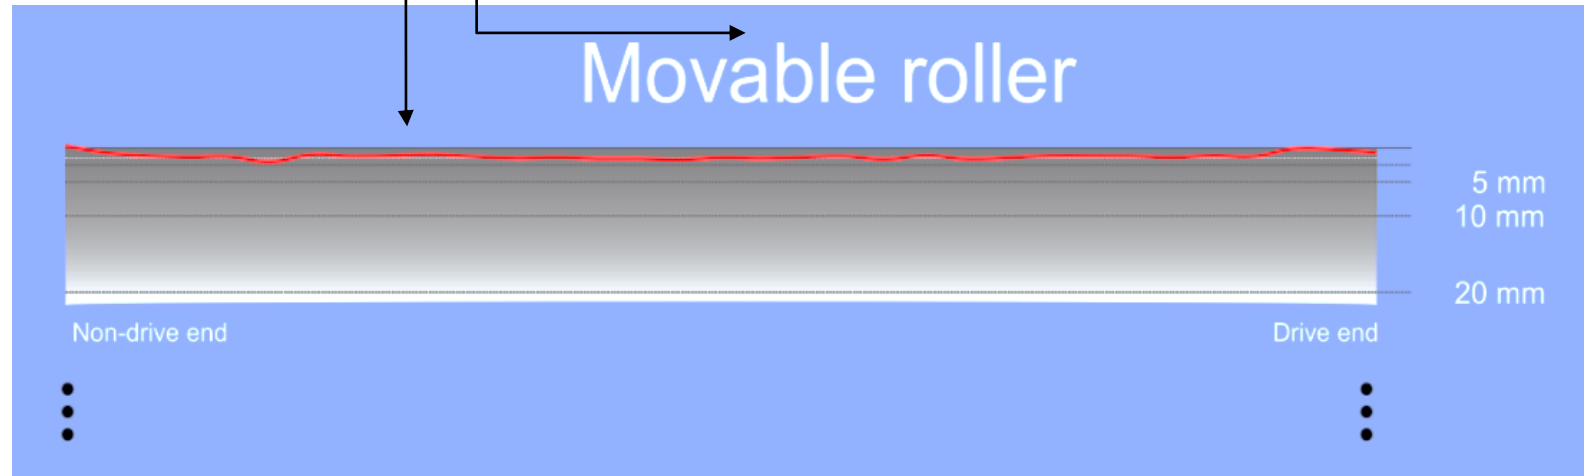 Movable roller
5 mm
10 mm
20 mm
Non-drive end
Drive end